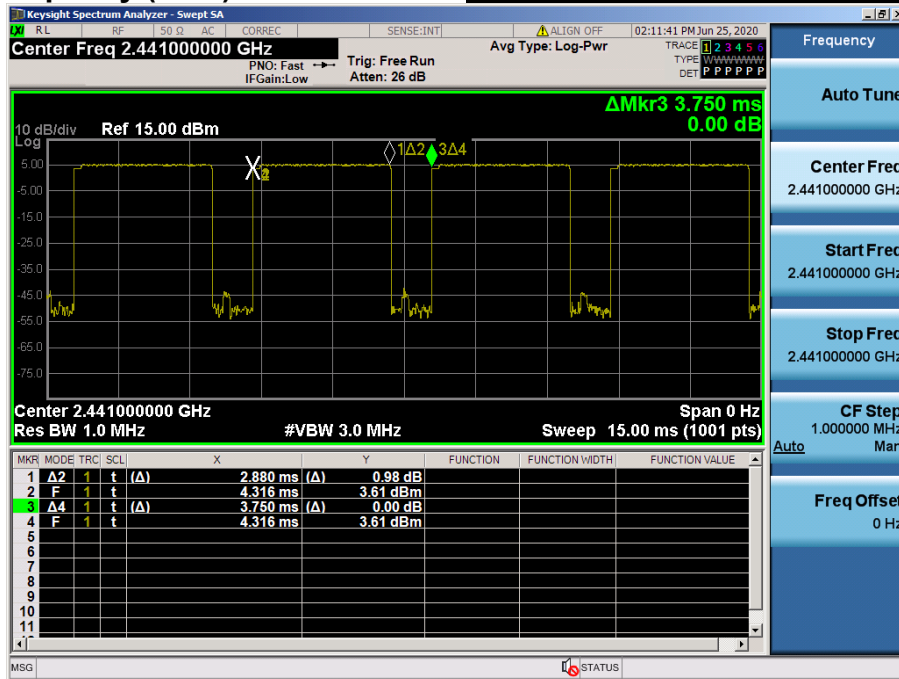 Keysight Spectrum Analyzer - Swept SA
LXI RL RF 50 Ω AC CORREC SENSE:INT ALIGN OFF 02:11:41 PM Jun 25, 2020
Center Freq 2.441000000 GHz
PNO: Fast
IFGain:Low
Trig: Free Run
Atten: 26 dB
Avg Type: Log-Pwr
TRACE 1 2 3 4 5 6
TYPE WWWWWW
DET P P P P P P
ΔMkr3 3.750 ms
0.00 dB
10 dB/div Ref 15.00 dBm
Log
1Δ2 3Δ4
5.00
-5.00
-15.0
-25.0
-35.0
-45.0
-55.0
-65.0
-75.0
Center 2.441000000 GHz Span 0 Hz
Res BW 1.0 MHz #VBW 3.0 MHz Sweep 15.00 ms (1001 pts)
MKR MODE TRC SCL X Y FUNCTION FUNCTION WIDTH FUNCTION VALUE
1 Δ2 1 t (Δ) 2.880 ms (Δ) 0.98 dB
2 F 1 t 4.316 ms 3.61 dBm
3 Δ4 1 t (Δ) 3.750 ms (Δ) 0.00 dB
4 F 1 t 4.316 ms 3.61 dBm
5
6
7
8
9
10
11
MSG STATUS
Frequency
Auto Tune
Center Freq
2.441000000 GHz
Start Freq
2.441000000 GHz
Stop Freq
2.441000000 GHz
CF Step
1.000000 MHz
Auto Man
Freq Offset
0 Hz